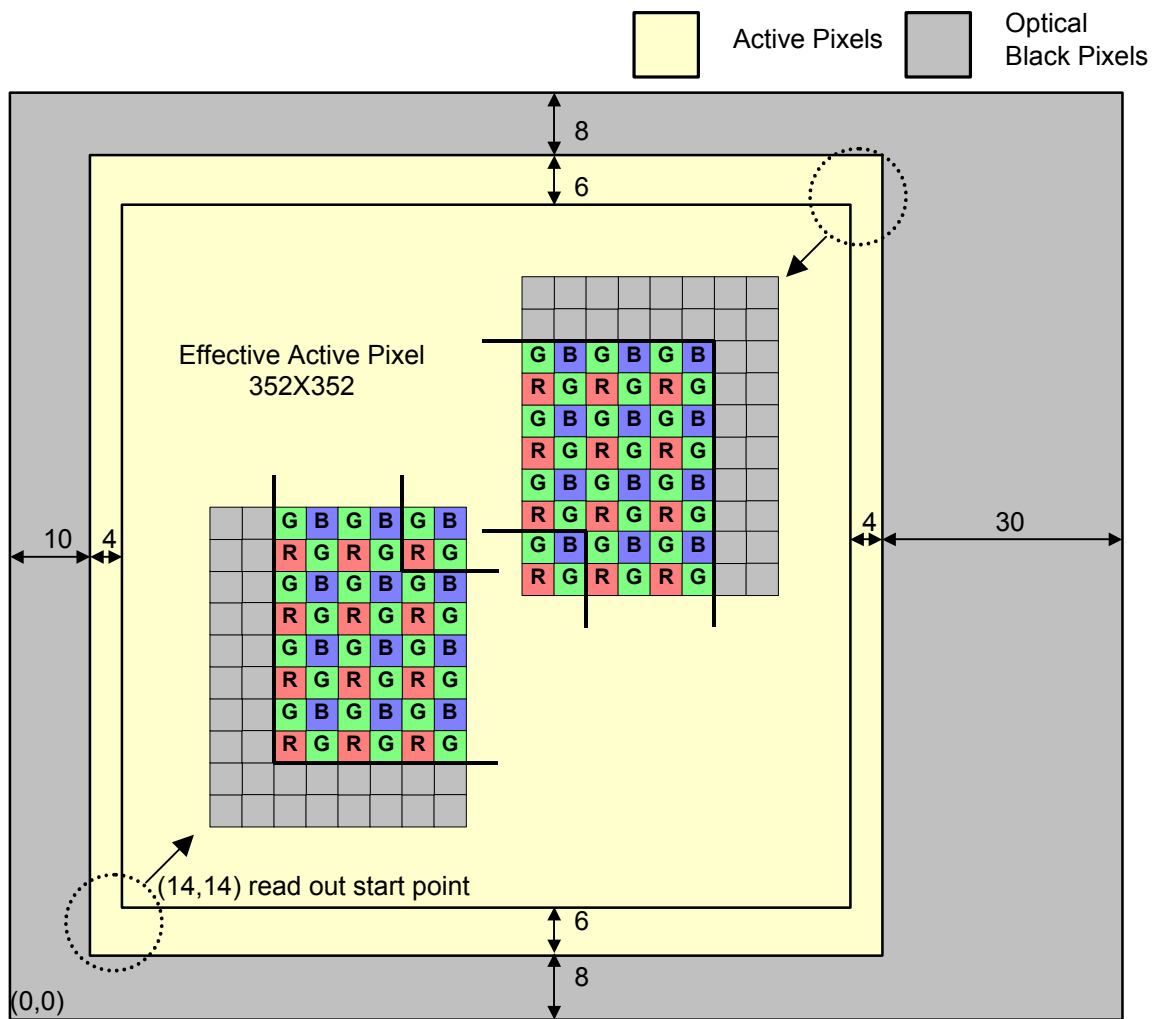 Active Pixels
Optical
Black Pixels
8
6
Effective Active Pixel
352X352
G B G B G B
R G R G R G
G B G B G B
R G R G R G
G B G B G B
R G R G R G
G B G B G B
R G R G R G
10
4
G B G B G B
R G R G R G
G B G B G B
R G R G R G
G B G B G B
R G R G R G
G B G B G B
R G R G R G
4
30
(14,14) read out start point
6
8
(0,0)